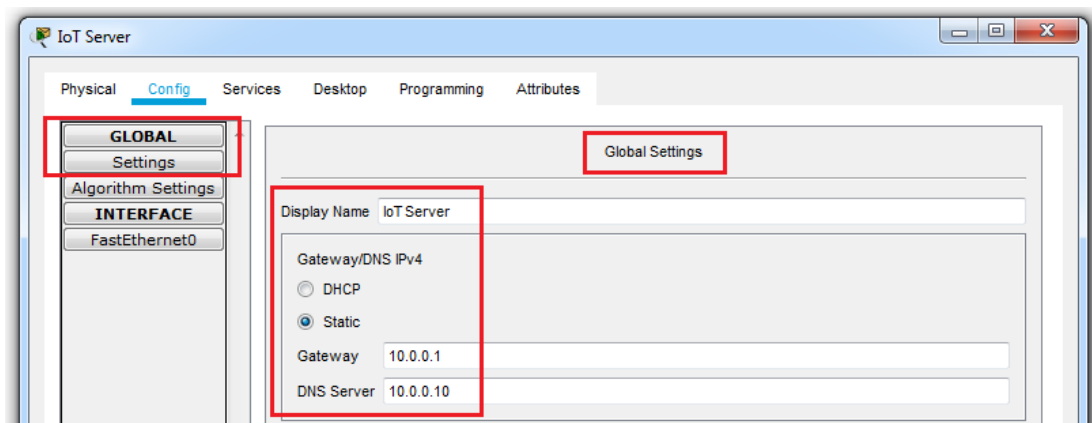 IoT Server
Physical Config Services Desktop Programming Attributes
GLOBAL
Settings
Algorithm Settings
INTERFACE
FastEthernet0
Global Settings
Display Name IoT Server
Gateway/DNS IPv4
DHCP
Static
Gateway 10.0.0.1
DNS Server 10.0.0.10